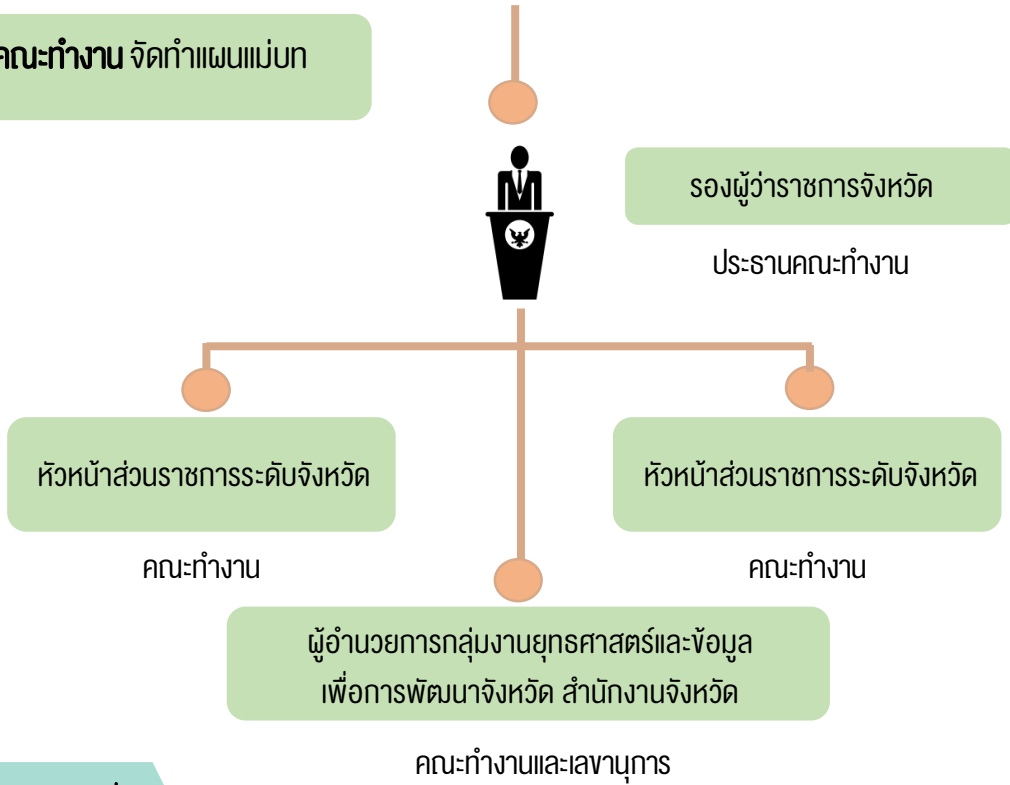 คณะทำงาน จัดทำแผนแม่บท
รองผู้ว่าราชการจังหวัด
ประธานคณะทำงาน
หัวหน้าส่วนราชการระดับจังหวัด
หัวหน้าส่วนราชการระดับจังหวัด
คณะทำงาน
คณะทำงาน
ผู้อำนวยการกลุ่มงานยุทธศาสตร์และข้อมูล
เพื่อการพัฒนาจังหวัด สำนักงานจังหวัด
คณะทำงานและเลขานุการ